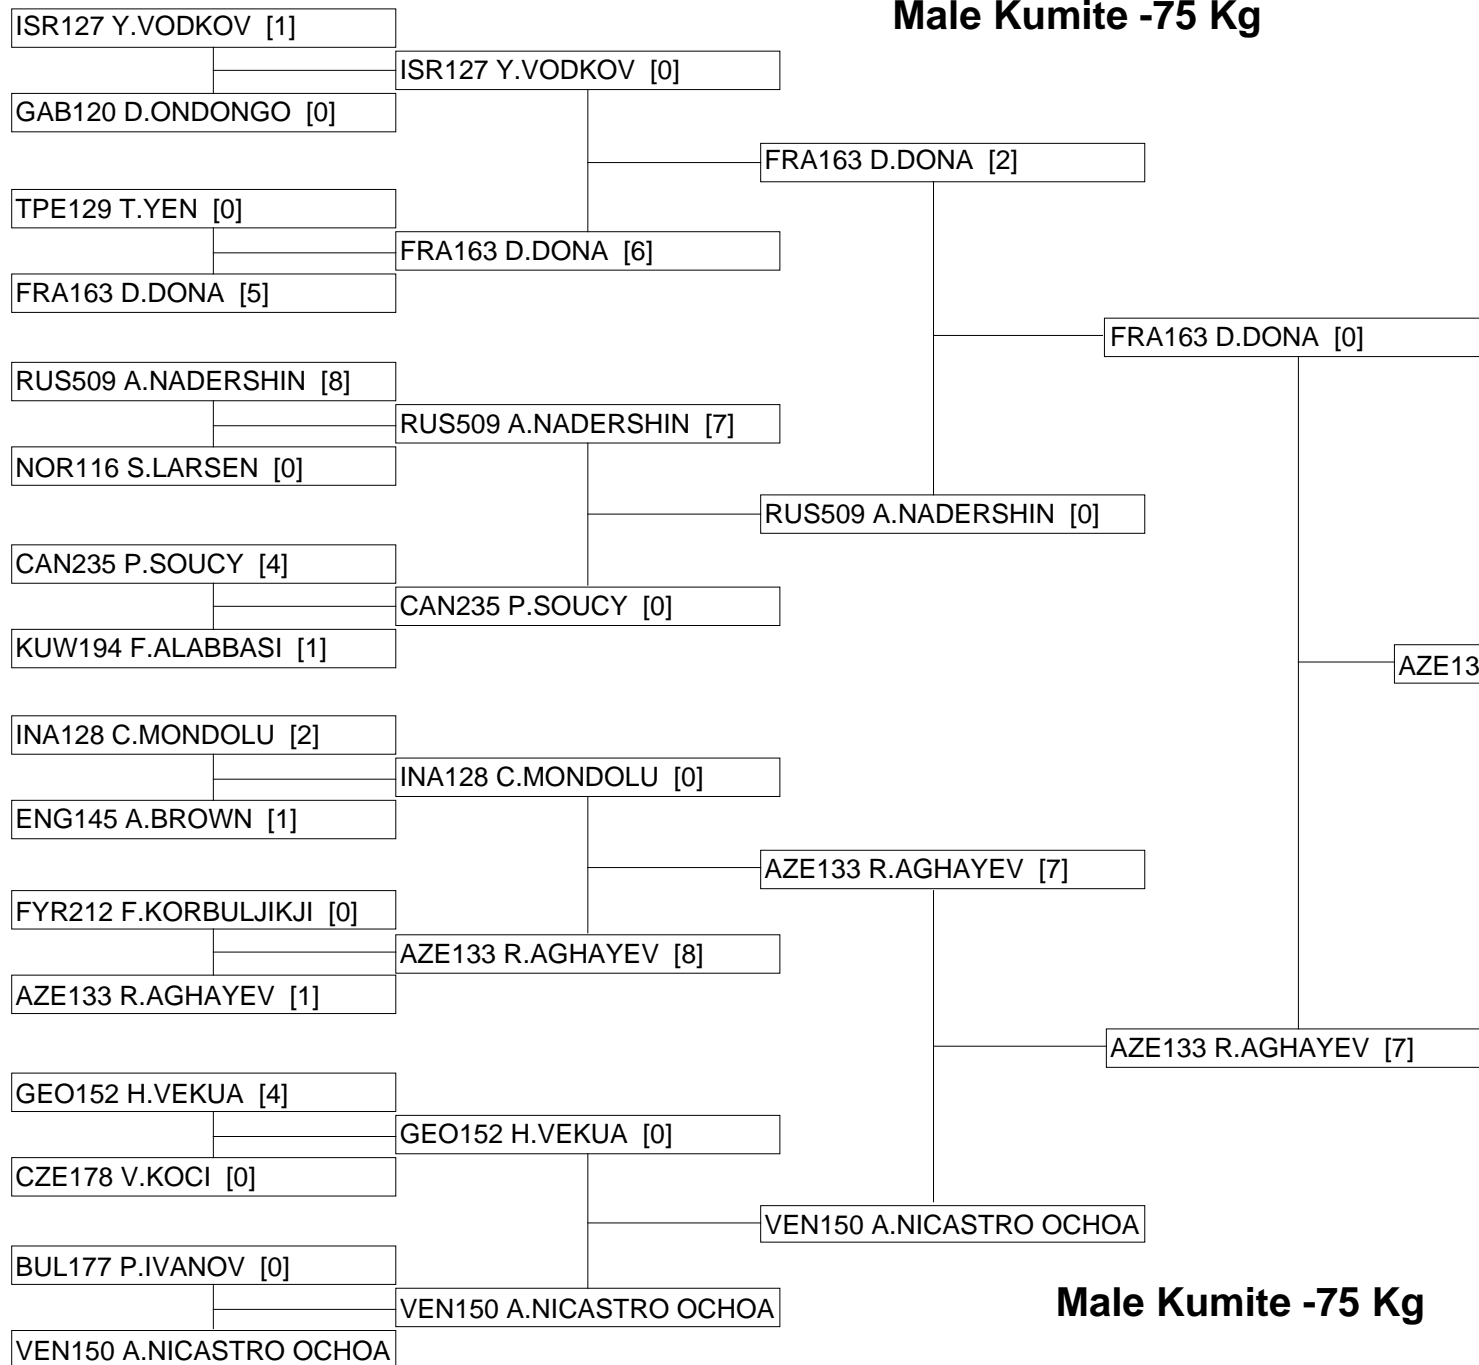 Male Kumite -75 Kg
ISR127 Y.VODKOV [1]
ISR127 Y.VODKOV [0]
GAB120 D.ONDONGO [0]
FRA163 D.DONA [2]
TPE129 T.YEN [0]
FRA163 D.DONA [6]
FRA163 D.DONA [5]
FRA163 D.DONA [0]
RUS509 A.NADERSHIN [8]
RUS509 A.NADERSHIN [7]
NOR116 S.LARSEN [0]
RUS509 A.NADERSHIN [0]
CAN235 P.SOUCY [4]
CAN235 P.SOUCY [0]
KUW194 F.ALABBASI [1]
AZE13
INA128 C.MONDOLU [2]
INA128 C.MONDOLU [0]
ENG145 A.BROWN [1]
AZE133 R.AGHAYEV [7]
FYR212 F.KORBULJIKJI [0]
AZE133 R.AGHAYEV [8]
AZE133 R.AGHAYEV [1]
AZE133 R.AGHAYEV [7]
GEO152 H.VEKUA [4]
GEO152 H.VEKUA [0]
CZE178 V.KOCI [0]
VEN150 A.NICASTRO OCHOA
BUL177 P.IVANOV [0]
VEN150 A.NICASTRO OCHOA
Male Kumite -75 Kg
VEN150 A.NICASTRO OCHOA